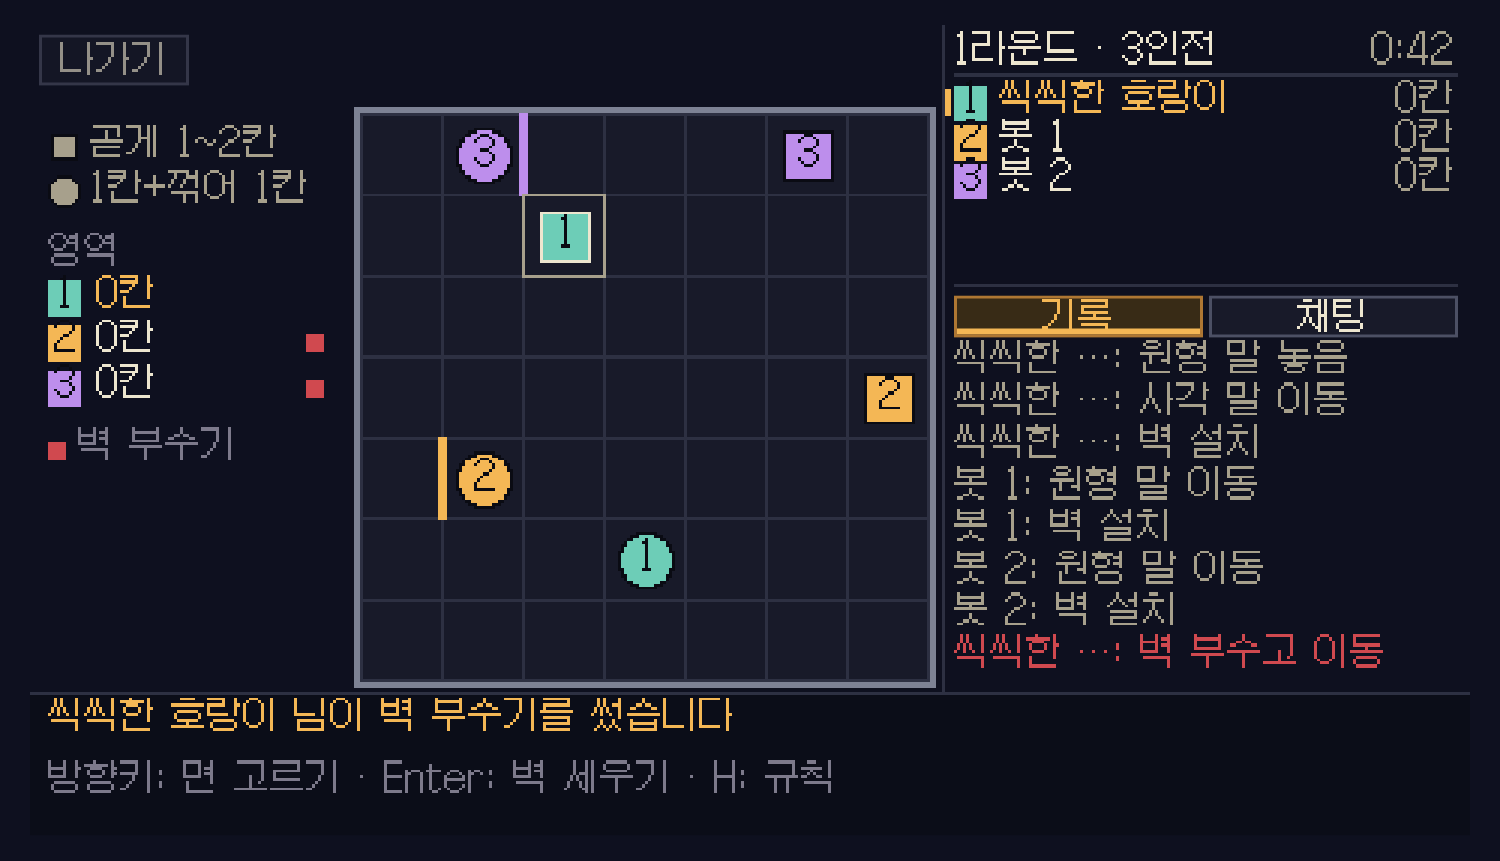 나가기
■ 곧게 1~2칸
● 1칸+꺾어 1칸
영역
1 0칸
2 0칸
3 0칸
■ 벽 부수기
3
3
1
2
2
1
1라운드 · 3인전 0:42
1 씩씩한 호랑이 0칸
2 봇 1 0칸
3 봇 2 0칸
기록 채팅
씩씩한 …: 원형 말 놓음
씩씩한 …: 사각 말 이동
씩씩한 …: 벽 설치
봇 1: 원형 말 이동
봇 1: 벽 설치
봇 2: 원형 말 이동
봇 2: 벽 설치
씩씩한 …: 벽 부수고 이동
씩씩한 호랑이 님이 벽 부수기를 썼습니다
방향키: 면 고르기 · Enter: 벽 세우기 · H: 규칙